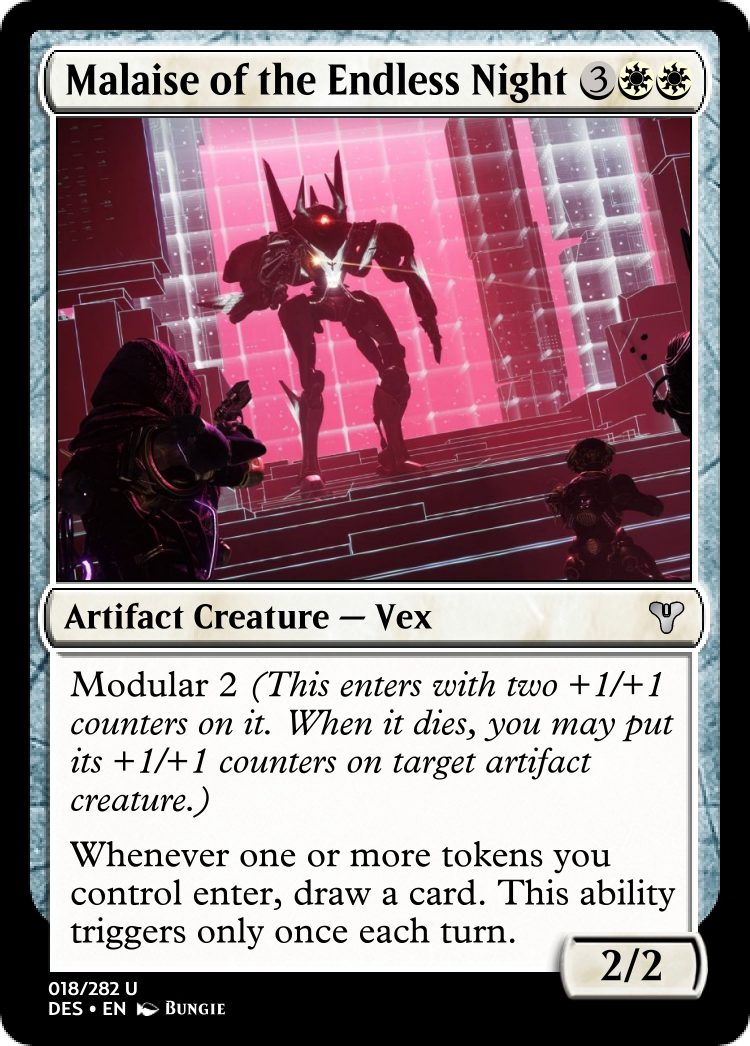 Malaise of the Endless Night 3
Artifact Creature — Vex
Modular 2 (This enters with two +1/+1
counters on it. When it dies, you may put
its +1/+1 counters on target artifact
creature.)
Whenever one or more tokens you
control enter, draw a card. This ability
triggers only once each turn.
2/2
018/282 U
DES • EN Bungie